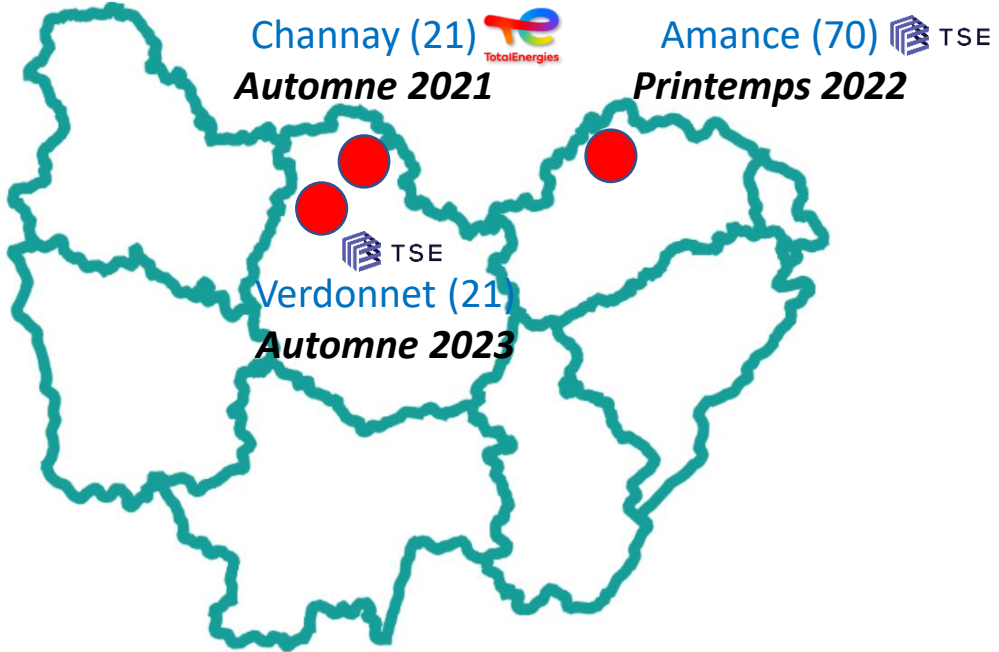 Channay (21) TotalEnergies
Automne 2021
Amance (70) TSE
Printemps 2022
TSE
Verdonnet (21)
Automne 2023